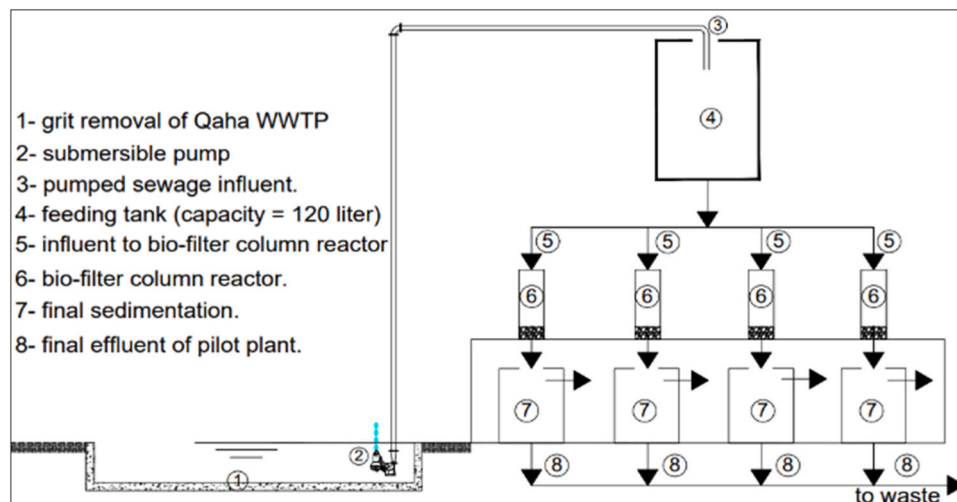 1- grit removal of Qaha WWTP
2- submersible pump
3- pumped sewage influent.
4- feeding tank (capacity = 120 liter)
5- influent to bio-filter column reactor
6- bio-filter column reactor.
7- final sedimentation.
8- final effluent of pilot plant.
3
4
5 5 5 5
6 6 6 6
7 7 7 7
2
1
8 8 8 8
to waste